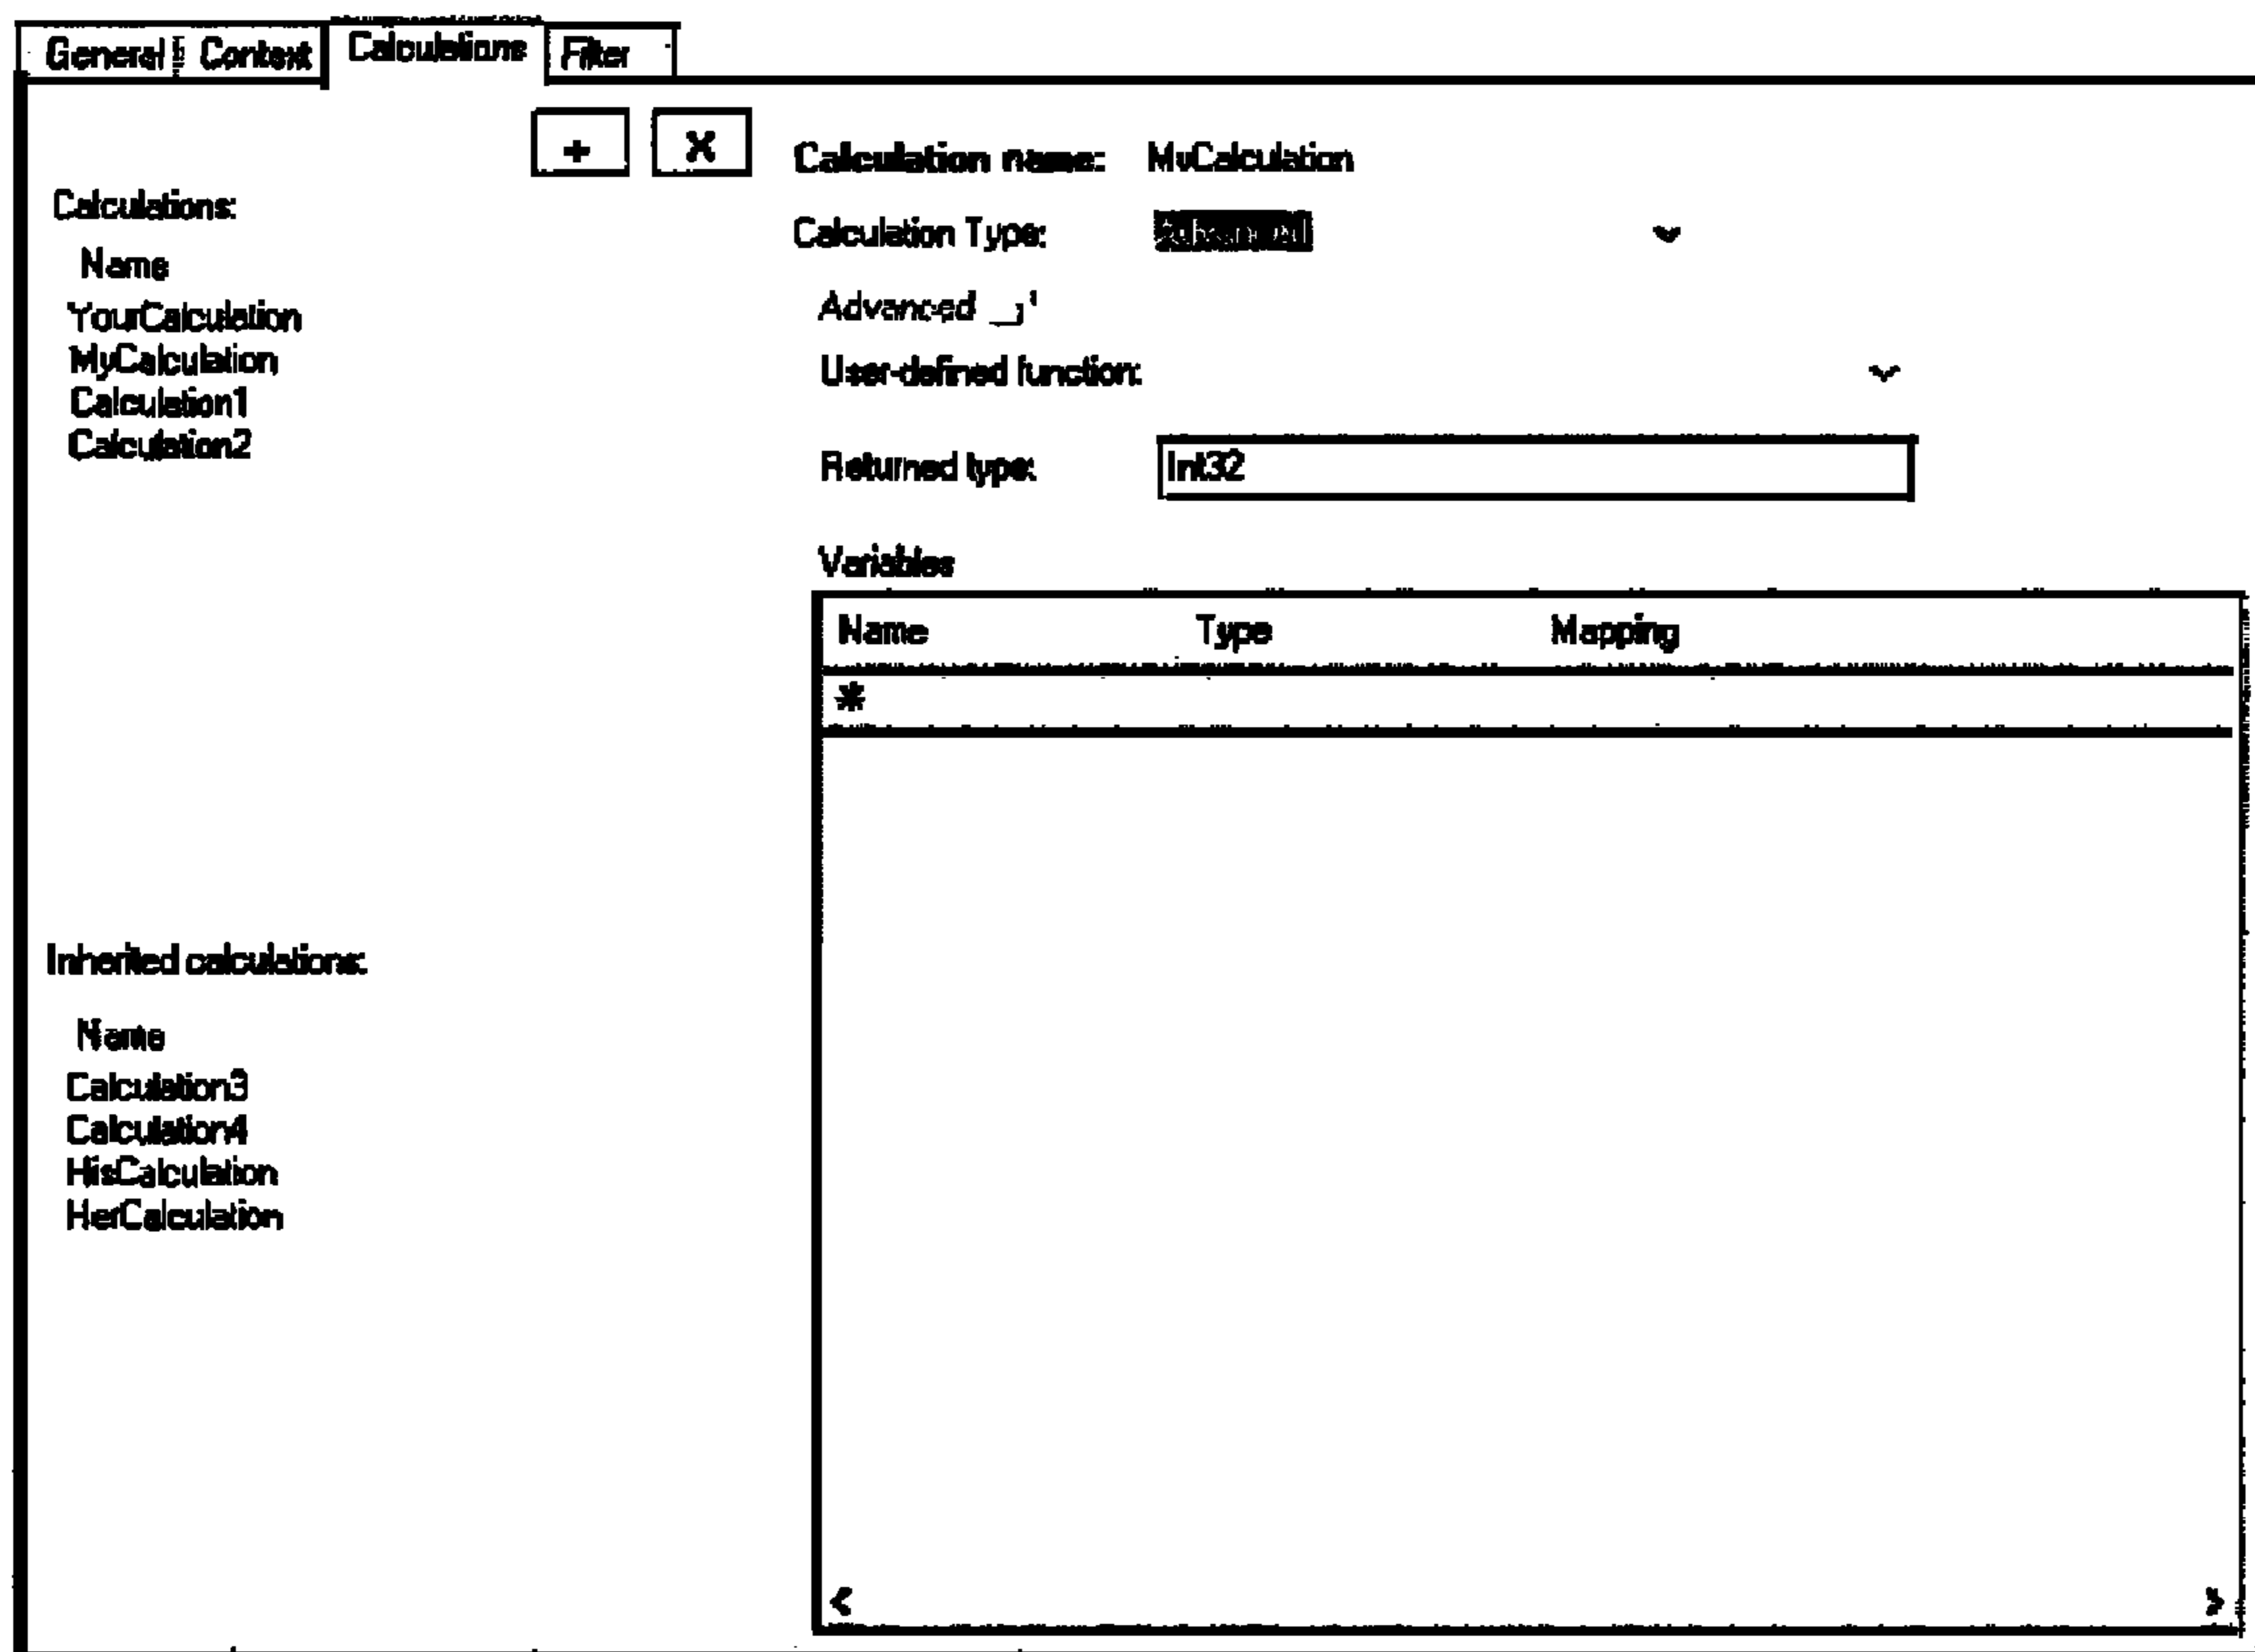 General Context Calculations Filter
+ X
Calculations:
Name
YourCalculation
MyCalculation
Calculation1
Calculation2
Inherited calculations:
Name
Calculation3
Calculation4
HisCalculation
HerCalculation
Calculation name: MyCalculation
Calculation Type:
Advanced
User-defined function:
Returned type: Int32
Variables
Name Type Mapping
*